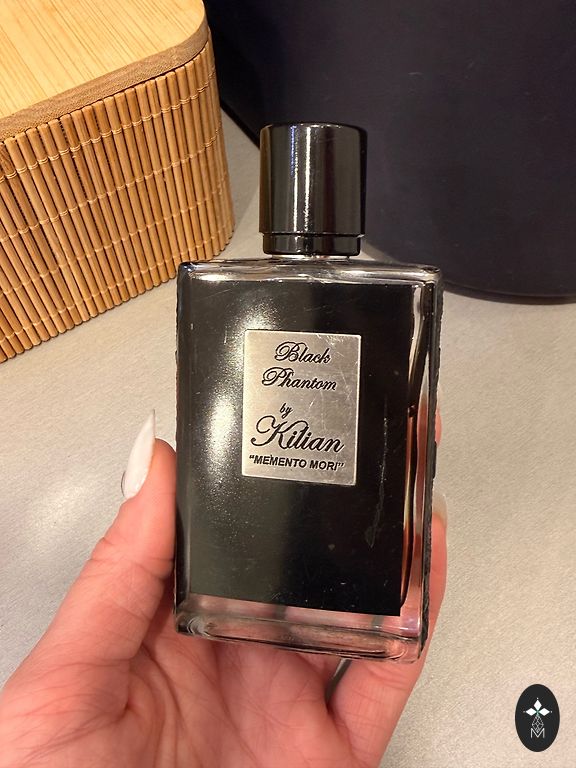 Black
Phantom
by
Kilian
"MEMENTO MORI"
M